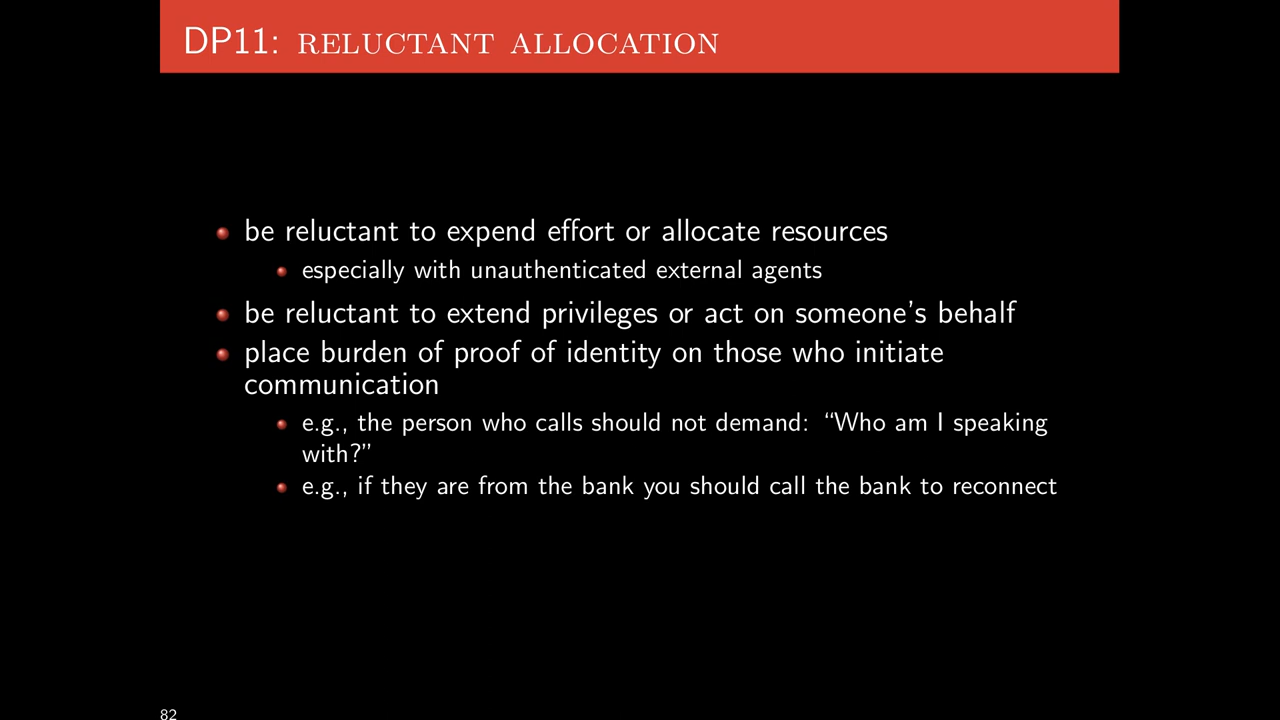 DP11: RELUCTANT ALLOCATION
be reluctant to expend effort or allocate resources
especially with unauthenticated external agents
be reluctant to extend privileges or act on someone’s behalf
place burden of proof of identity on those who initiate
communication
e.g., the person who calls should not demand: “Who am I speaking
with?”
e.g., if they are from the bank you should call the bank to reconnect
82